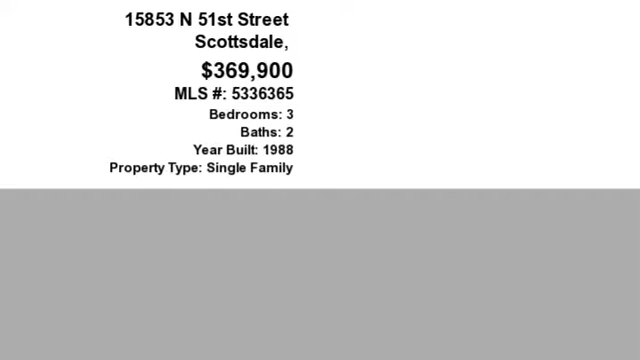 15853 N 51st Street
Scottsdale,
$369,900
MLS #: 5336365
Bedrooms: 3
Baths: 2
Year Built: 1988
Property Type: Single Family